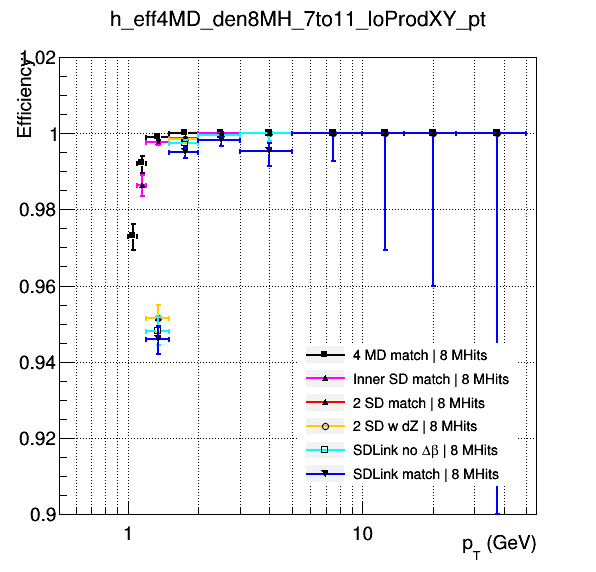 h_eff4MD_den8MH_7to11_loProdXY_pt
Efficiency
1.02
1
0.98
0.96
0.94
0.92
0.9
4 MD match | 8 MHits
Inner SD match | 8 MHits
2 SD match | 8 MHits
2 SD w dZ | 8 MHits
SDLink no Δβ | 8 MHits
SDLink match | 8 MHits
1
10
p_T (GeV)